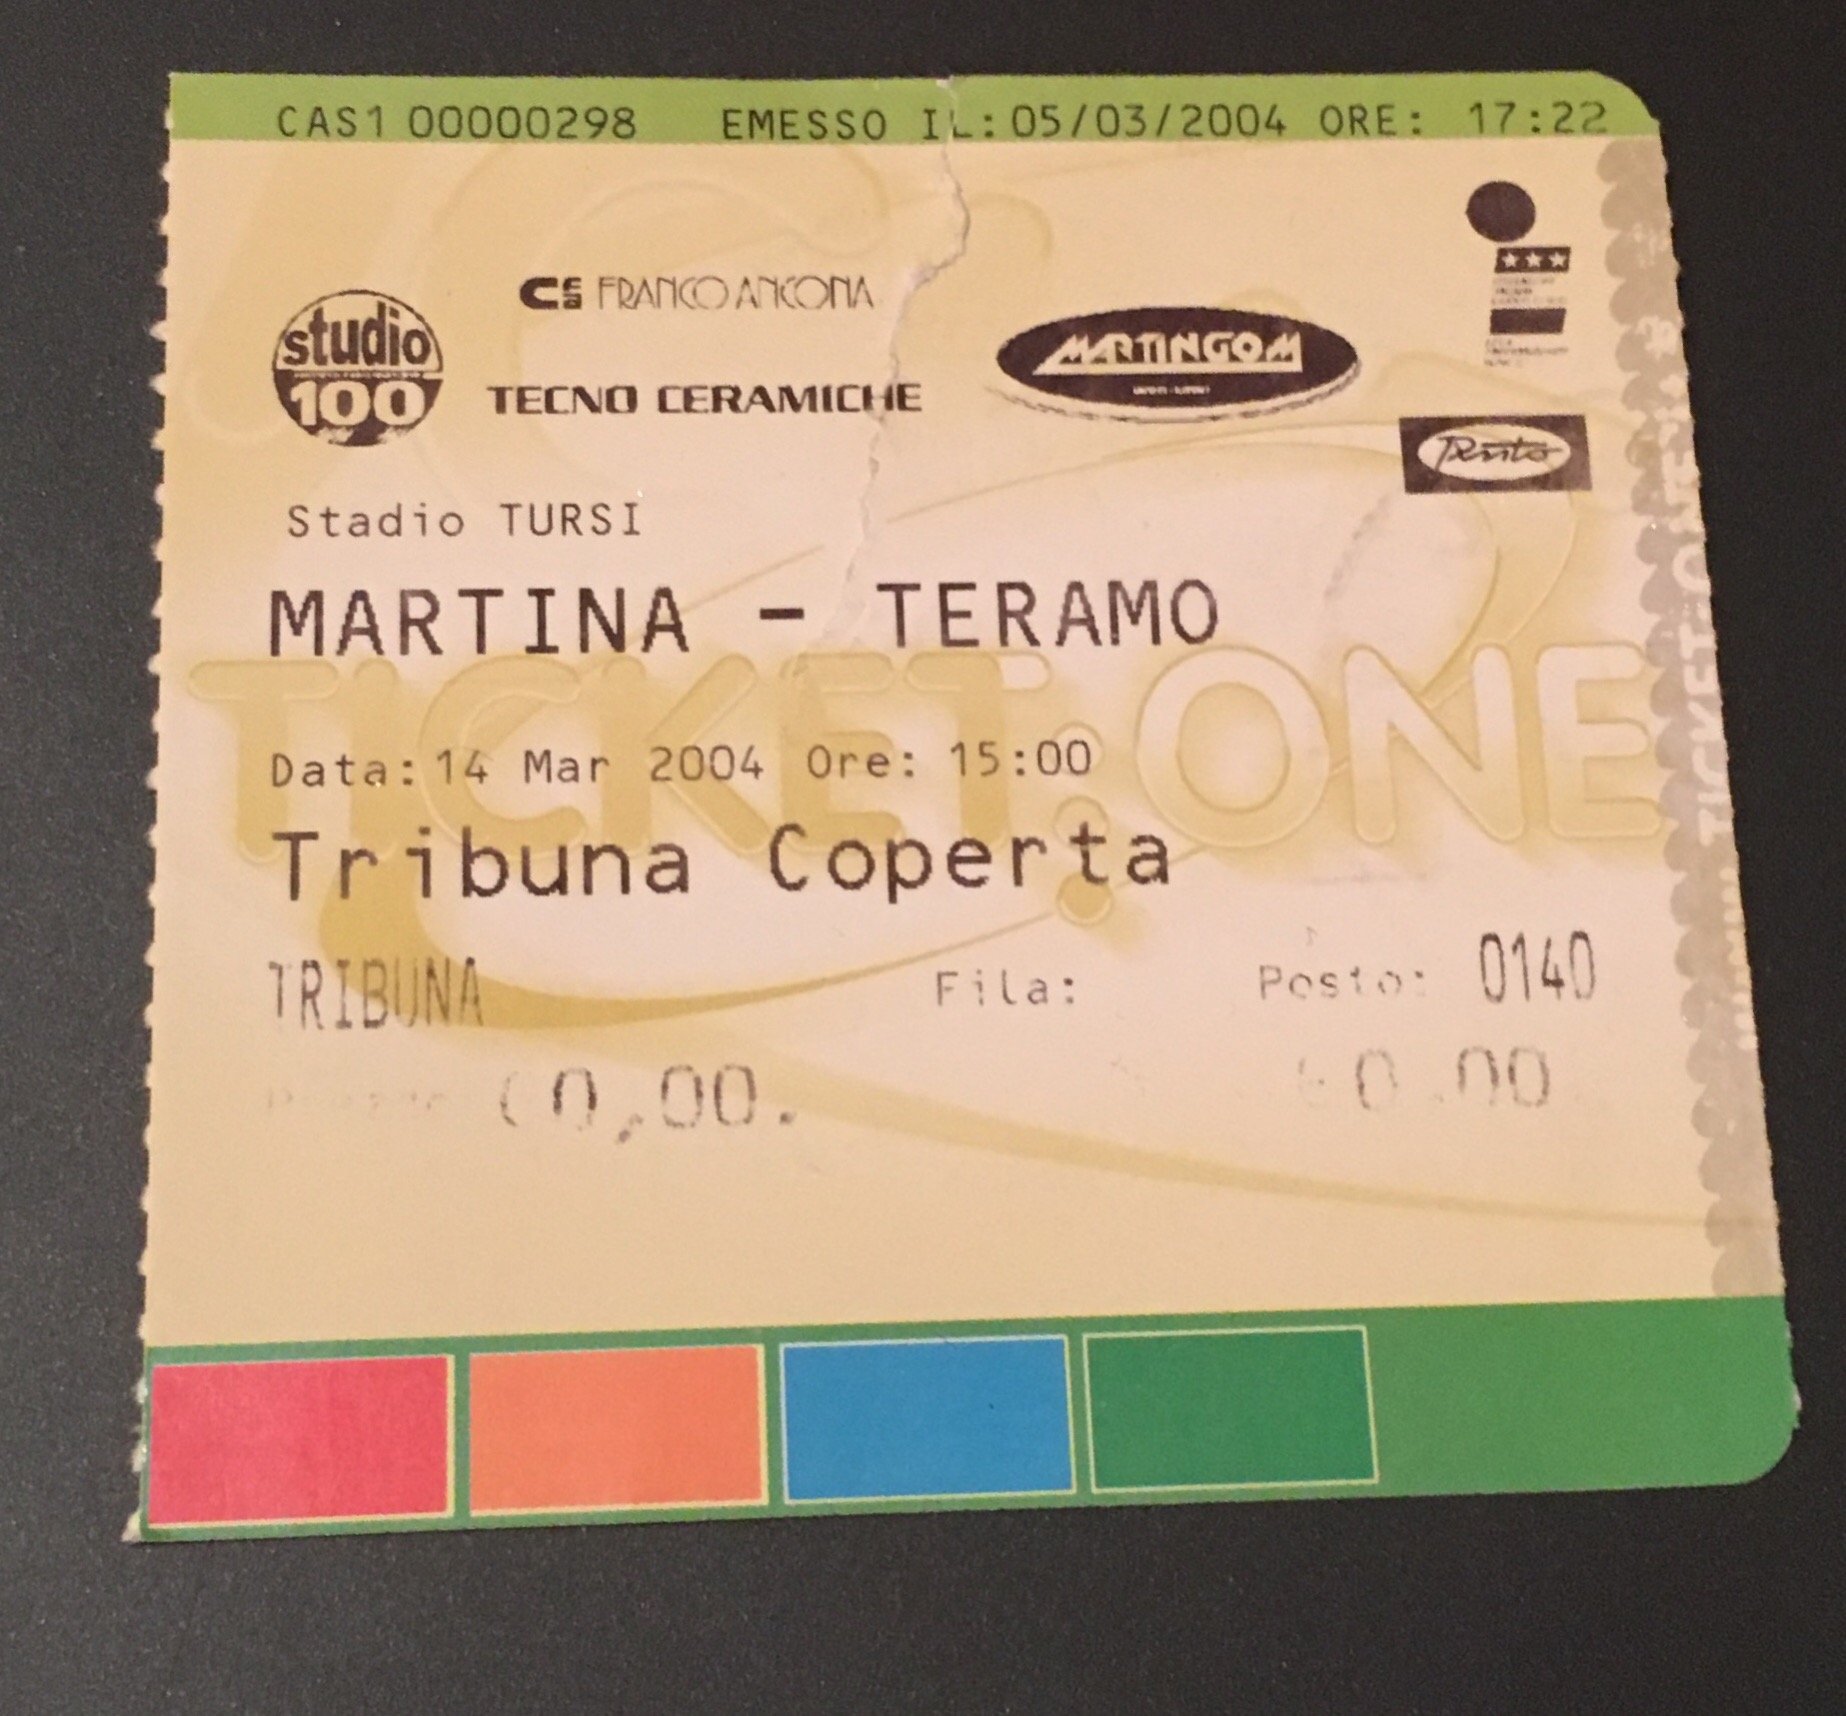 CAS1 00000298 EMESSO IL: 05/03/2004 ORE: 17:22
studio
100
FRANCO ANCONA
TECNO CERAMICHE
MARTINGOM
Stadio TURSI
MARTINA - TERAMO
TICKET ONE
Data: 14 Mar 2004 Ore: 15:00
Tribuna Coperta
TRIBUNA Fila: Posto: 0140
0,00. 0.00
TICKET ONE